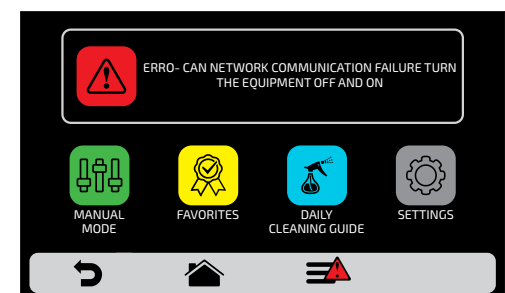 ERRO- CAN NETWORK COMMUNICATION FAILURE TURN
THE EQUIPMENT OFF AND ON
MANUAL
MODE
FAVORITES
DAILY
CLEANING GUIDE
SETTINGS